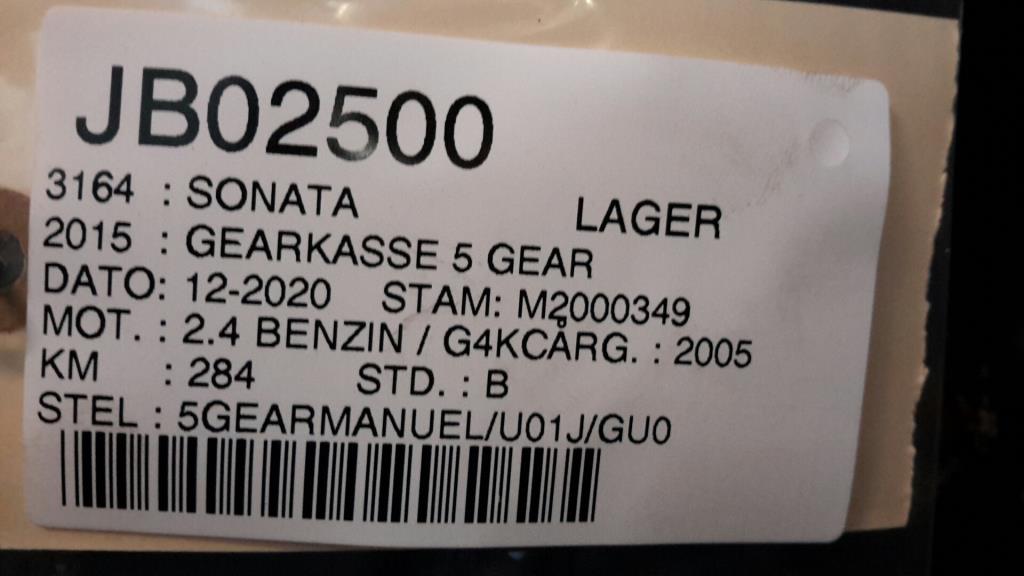 JB02500
3164 : SONATA LAGER
2015 : GEARKASSE 5 GEAR
DATO: 12-2020 STAM: M2000349
MOT. : 2.4 BENZIN / G4KCÅRG. : 2005
KM : 284 STD. : B
STEL : 5GEARMANUEL/U01J/GU0